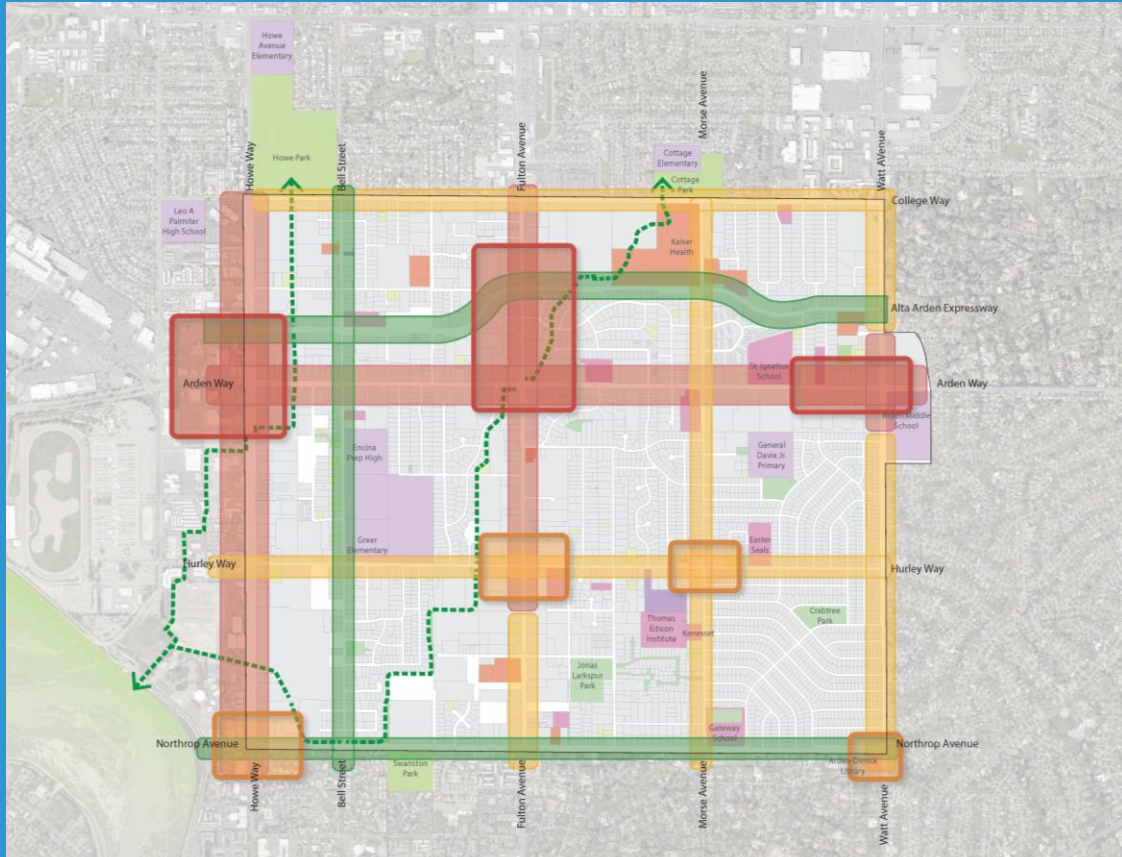 Howe
Avenue
Elementary
Howe Park
Howe Way
Bell Street
Fulton Avenue
Morse Avenue
Watt AVenue
Cottage
Elementary
Cottage
Park
Leo A
Palmiter
High School
College Way
Kaiser
Health
Alta Arden Expressway
Arden Way
St. Ignatius
School
Arden Way
Arden Middle
School
Encina
Prep High
General
Davie Jr.
Primary
Greer
Elementary
Easter
Seals
Hurley Way
Hurley Way
Thomas
Edison
Institute
Kenesset
Crabtree
Park
Jonas
Larkspur
Park
Gateway
School
Northrop Avenue
Northrop Avenue
Swanston
Park
Arden-Dimick
Library
Howe Way
Bell Street
Fulton Avenue
Morse Avenue
Watt Avenue